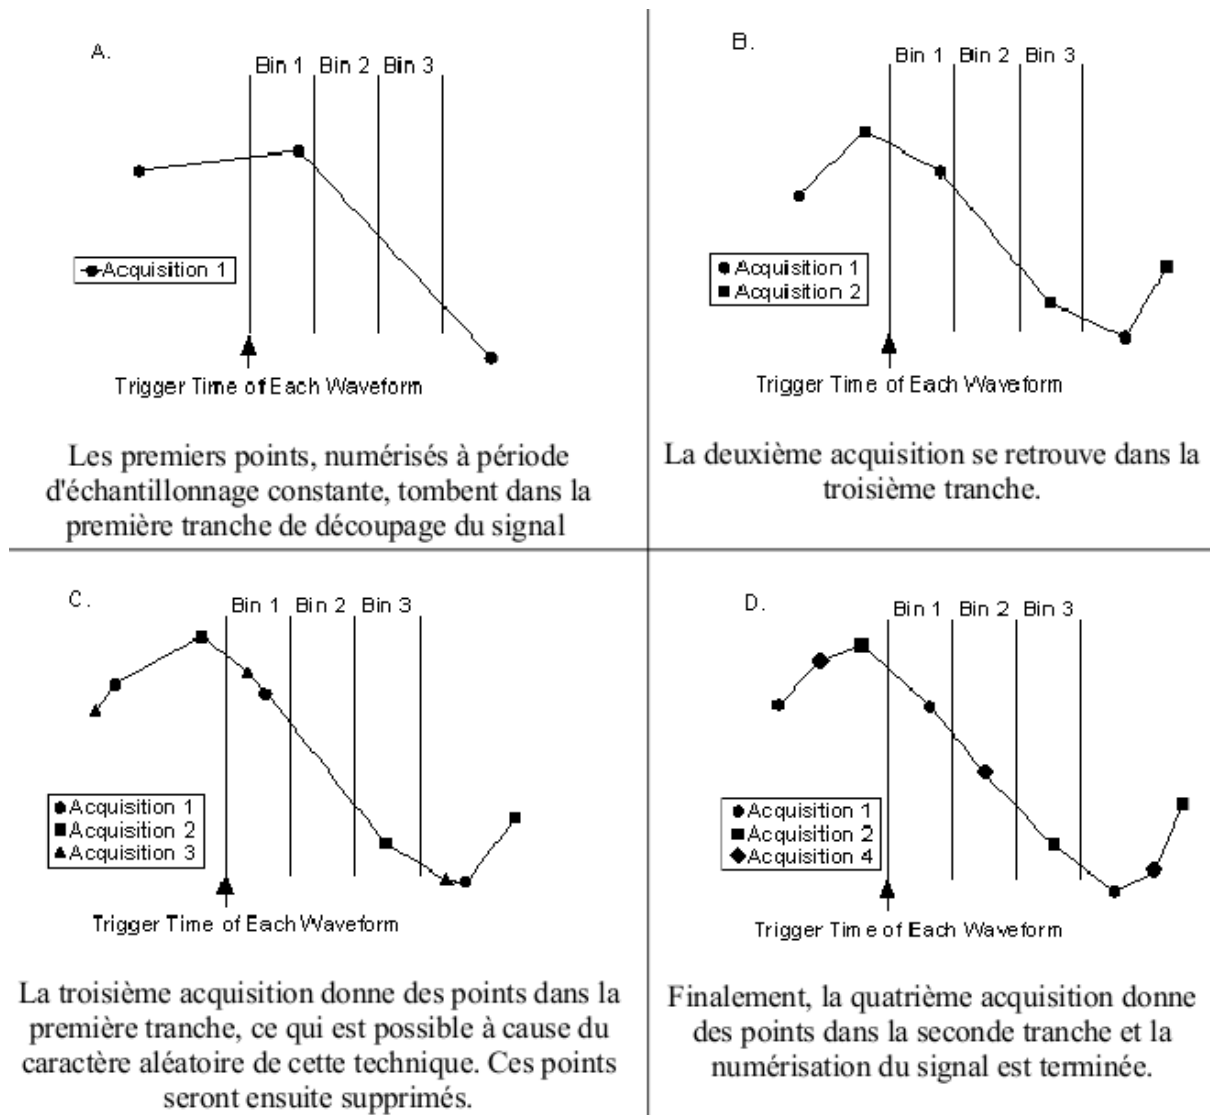 A.
Bin 1 Bin 2 Bin 3
Acquisition 1
Trigger Time of Each Waveform
Les premiers points, numérisés à période
d'échantillonnage constante, tombent dans la
première tranche de découpage du signal
B.
Bin 1 Bin 2 Bin 3
Acquisition 1
Acquisition 2
Trigger Time of Each Waveform
La deuxième acquisition se retrouve dans la
troisième tranche.
C.
Bin 1 Bin 2 Bin 3
Acquisition 1
Acquisition 2
Acquisition 3
Trigger Time of Each Waveform
La troisième acquisition donne des points dans la
première tranche, ce qui est possible à cause du
caractère aléatoire de cette technique. Ces points
seront ensuite supprimés.
D.
Bin 1 Bin 2 Bin 3
Acquisition 1
Acquisition 2
Acquisition 4
Trigger Time of Each Waveform
Finalement, la quatrième acquisition donne
des points dans la seconde tranche et la
numérisation du signal est terminée.